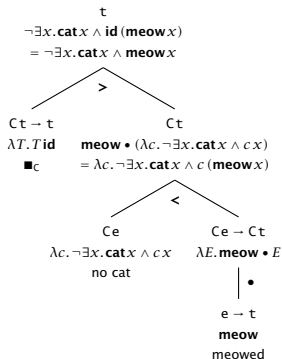 t
¬∃x.cat x ∧ id (meow x)
= ¬∃x.cat x ∧ meow x
>
Ct → t Ct
λT.T id meow • (λc.¬∃x.cat x ∧ c x)
■C = λc.¬∃x.cat x ∧ c (meow x)
<
Ce Ce → Ct
λc.¬∃x.cat x ∧ c x λE.meow • E
no cat
•
e → t
meow
meowed